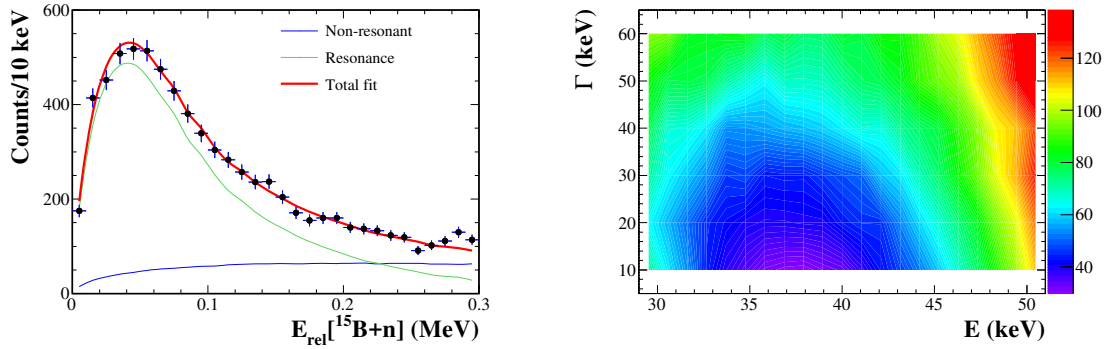 Counts/10 keV
600
400
200
0
Non-resonant
Resonance
Total fit
0 0.1 0.2 0.3
E_rel[¹⁵B+n] (MeV)
Γ (keV)
60
50
40
30
20
10
30 35 40 45 50
E (keV)
120
100
80
60
40